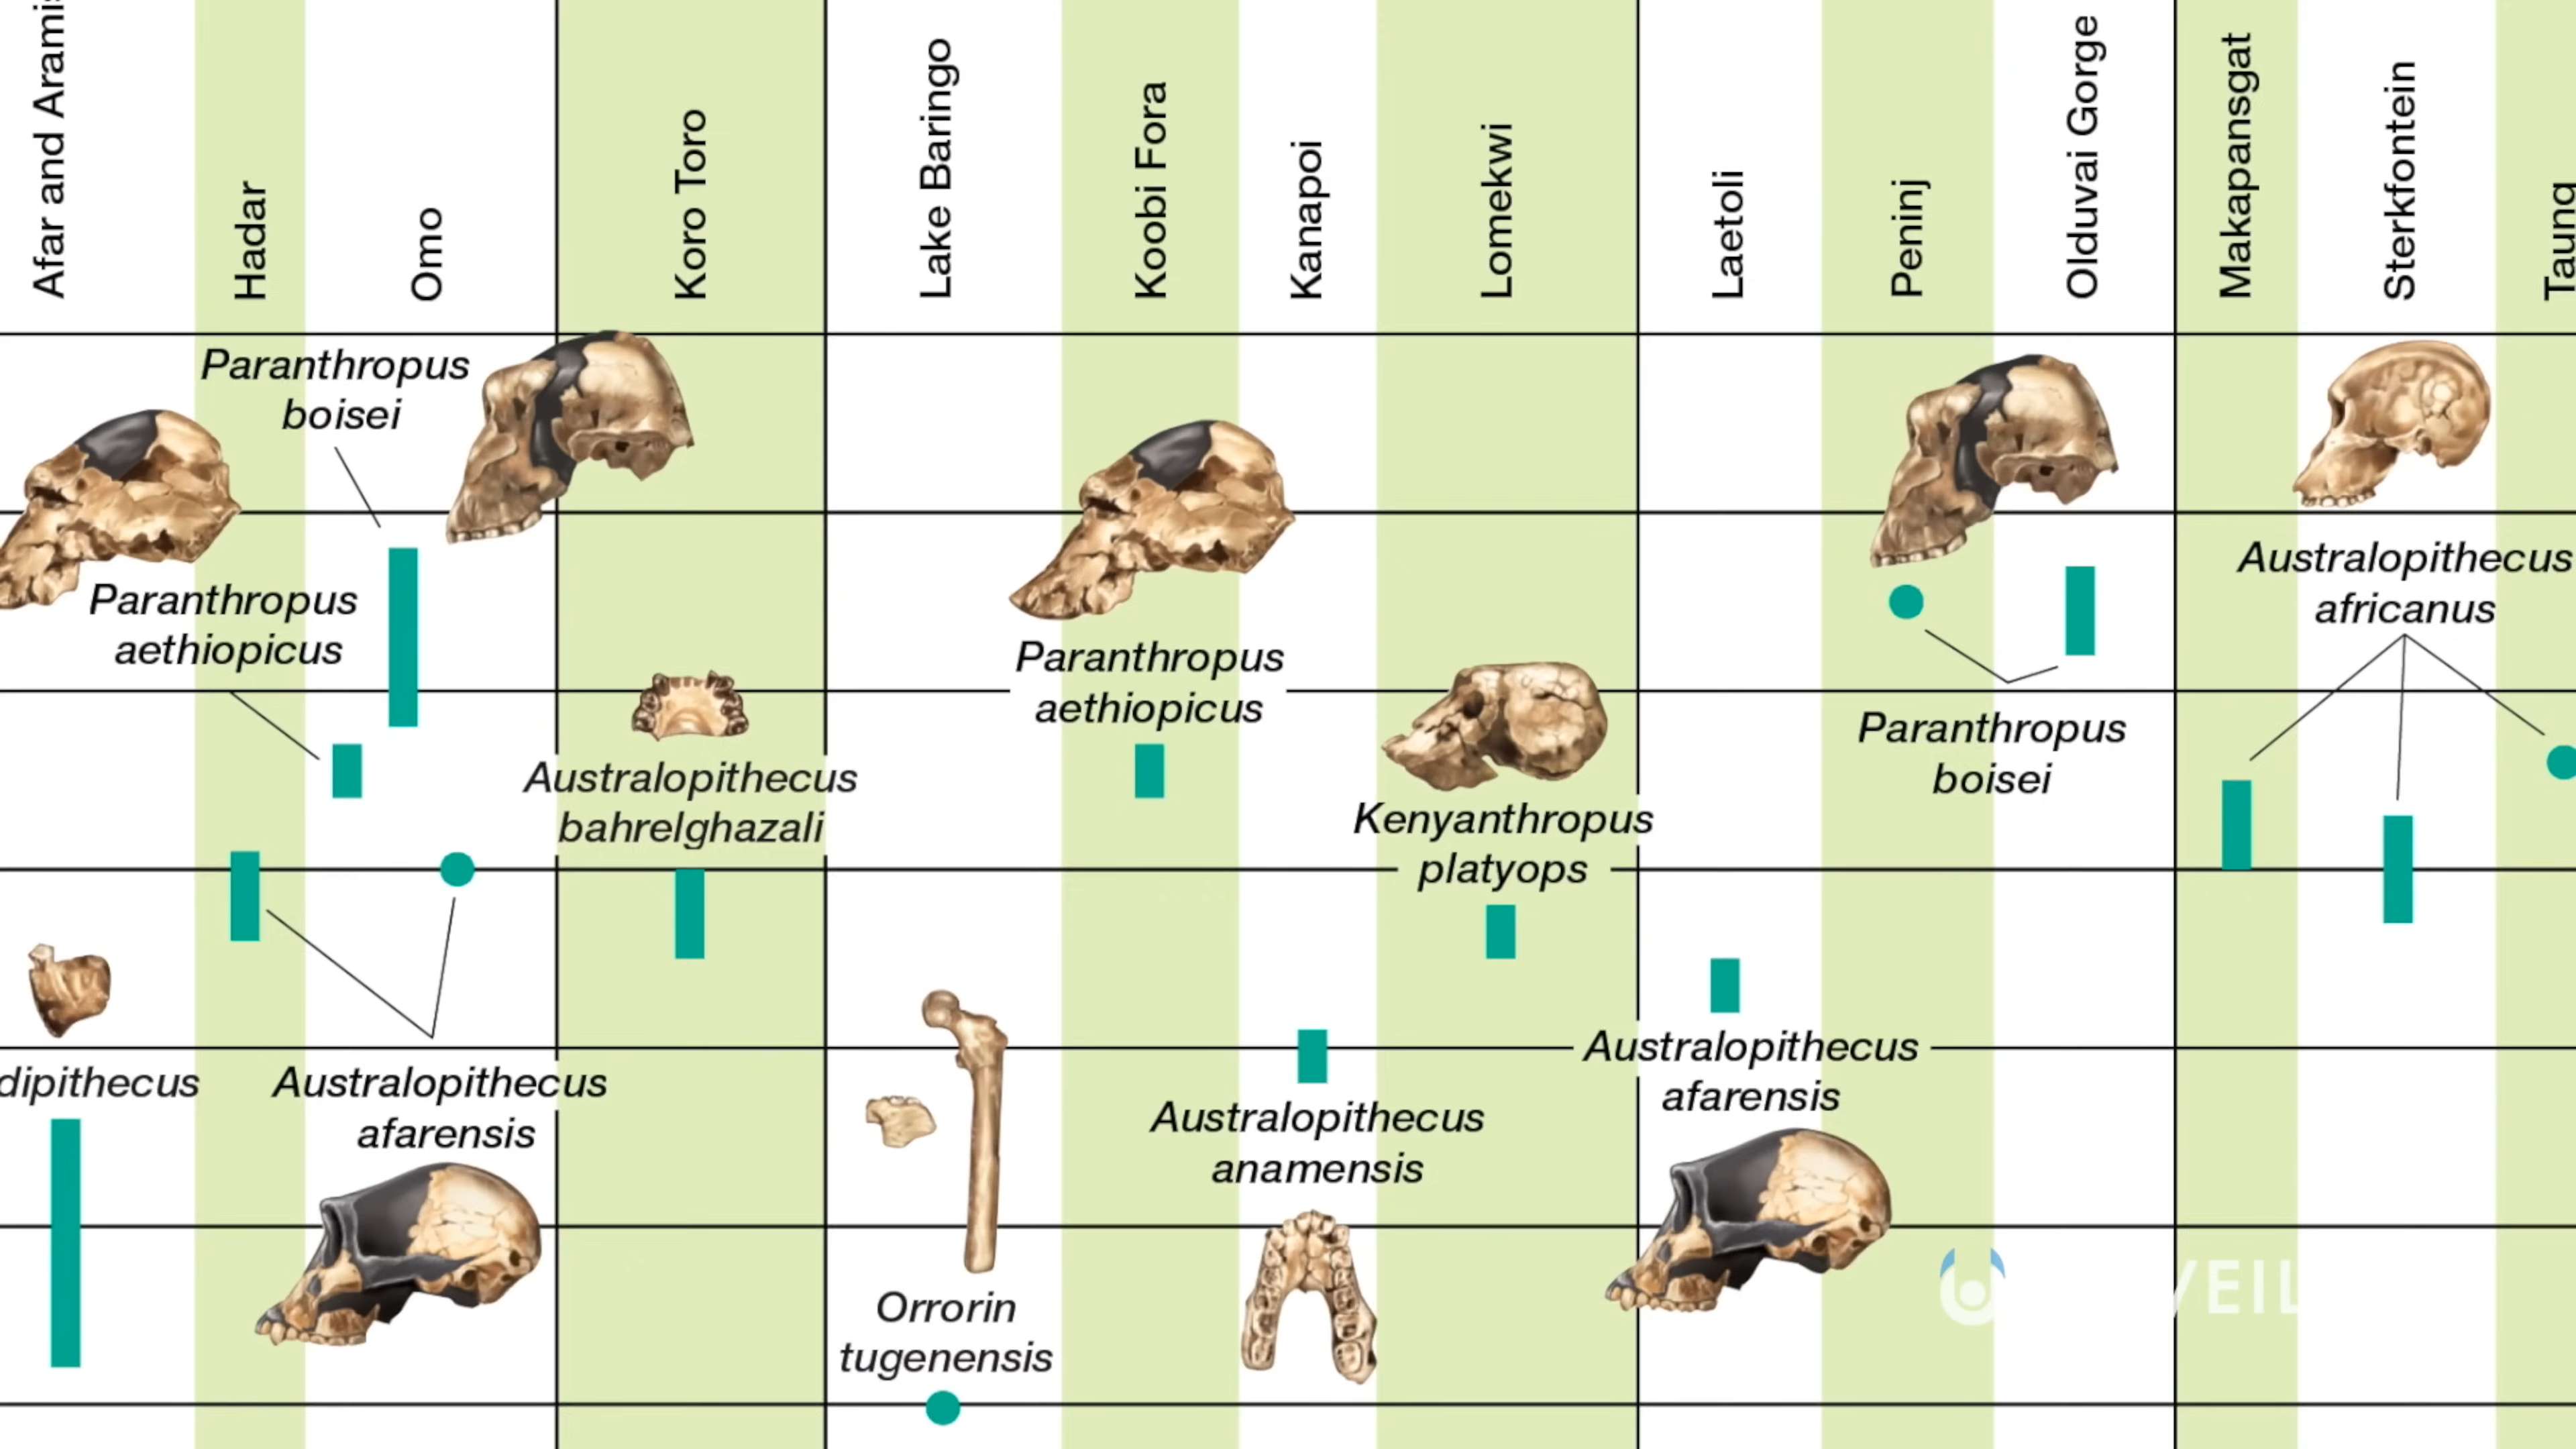 Afar and Aramis
Hadar
Omo
Koro Toro
Lake Baringo
Koobi Fora
Kanapoi
Lomekwi
Laetoli
Peninj
Olduvai Gorge
Makapansgat
Sterkfontein
Taung
Paranthropus
boisei
Paranthropus
aethiopicus
Australopithecus
bahrelghazali
Paranthropus
aethiopicus
Kenyanthropus
platyops
Paranthropus
boisei
Australopithecus
africanus
dipithecus
Australopithecus
afarensis
Orrorin
tugenensis
Australopithecus
anamensis
Australopithecus
afarensis
VEIL